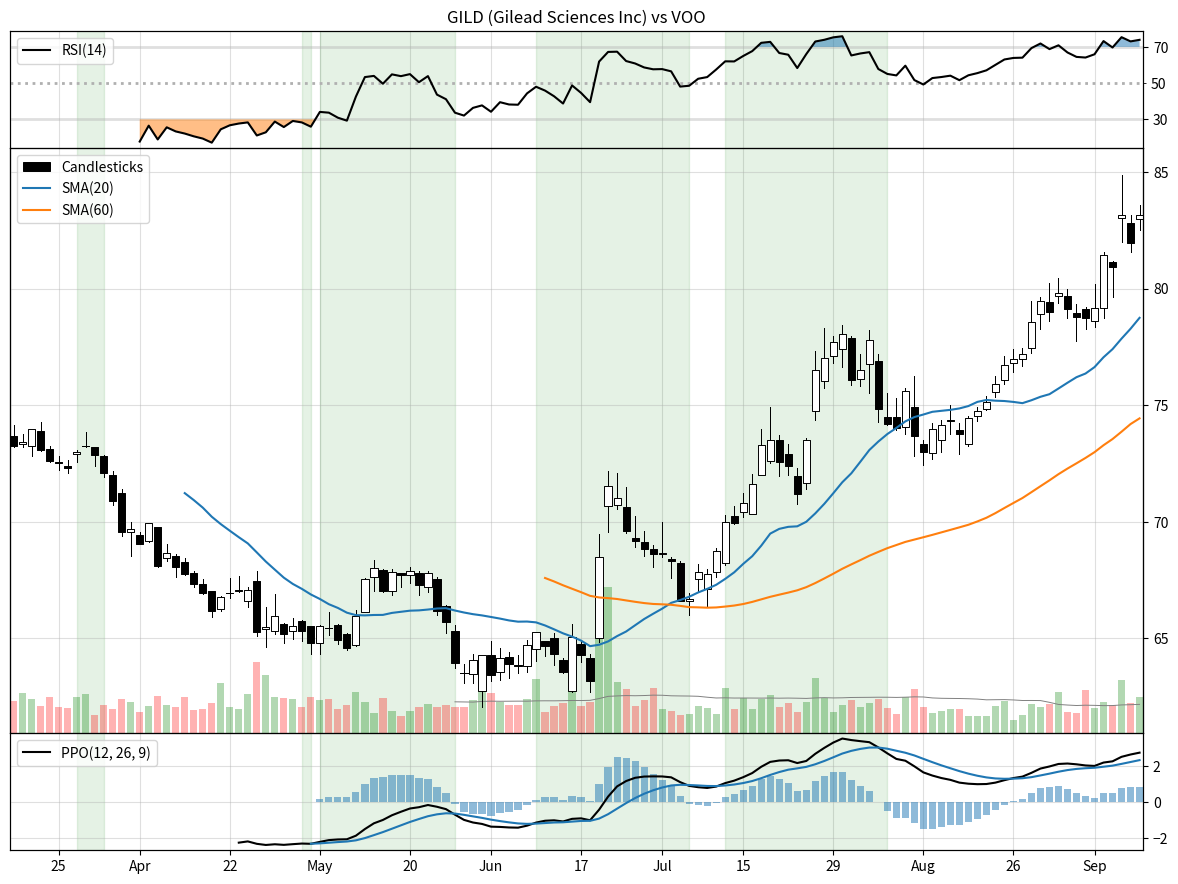 GILD (Gilead Sciences Inc) vs VOO
RSI(14)
70
50
30
Candlesticks
SMA(20)
SMA(60)
85
80
75
70
65
PPO(12, 26, 9)
2
0
−2
25 Apr 22 May 20 Jun 17 Jul 15 29 Aug 26 Sep